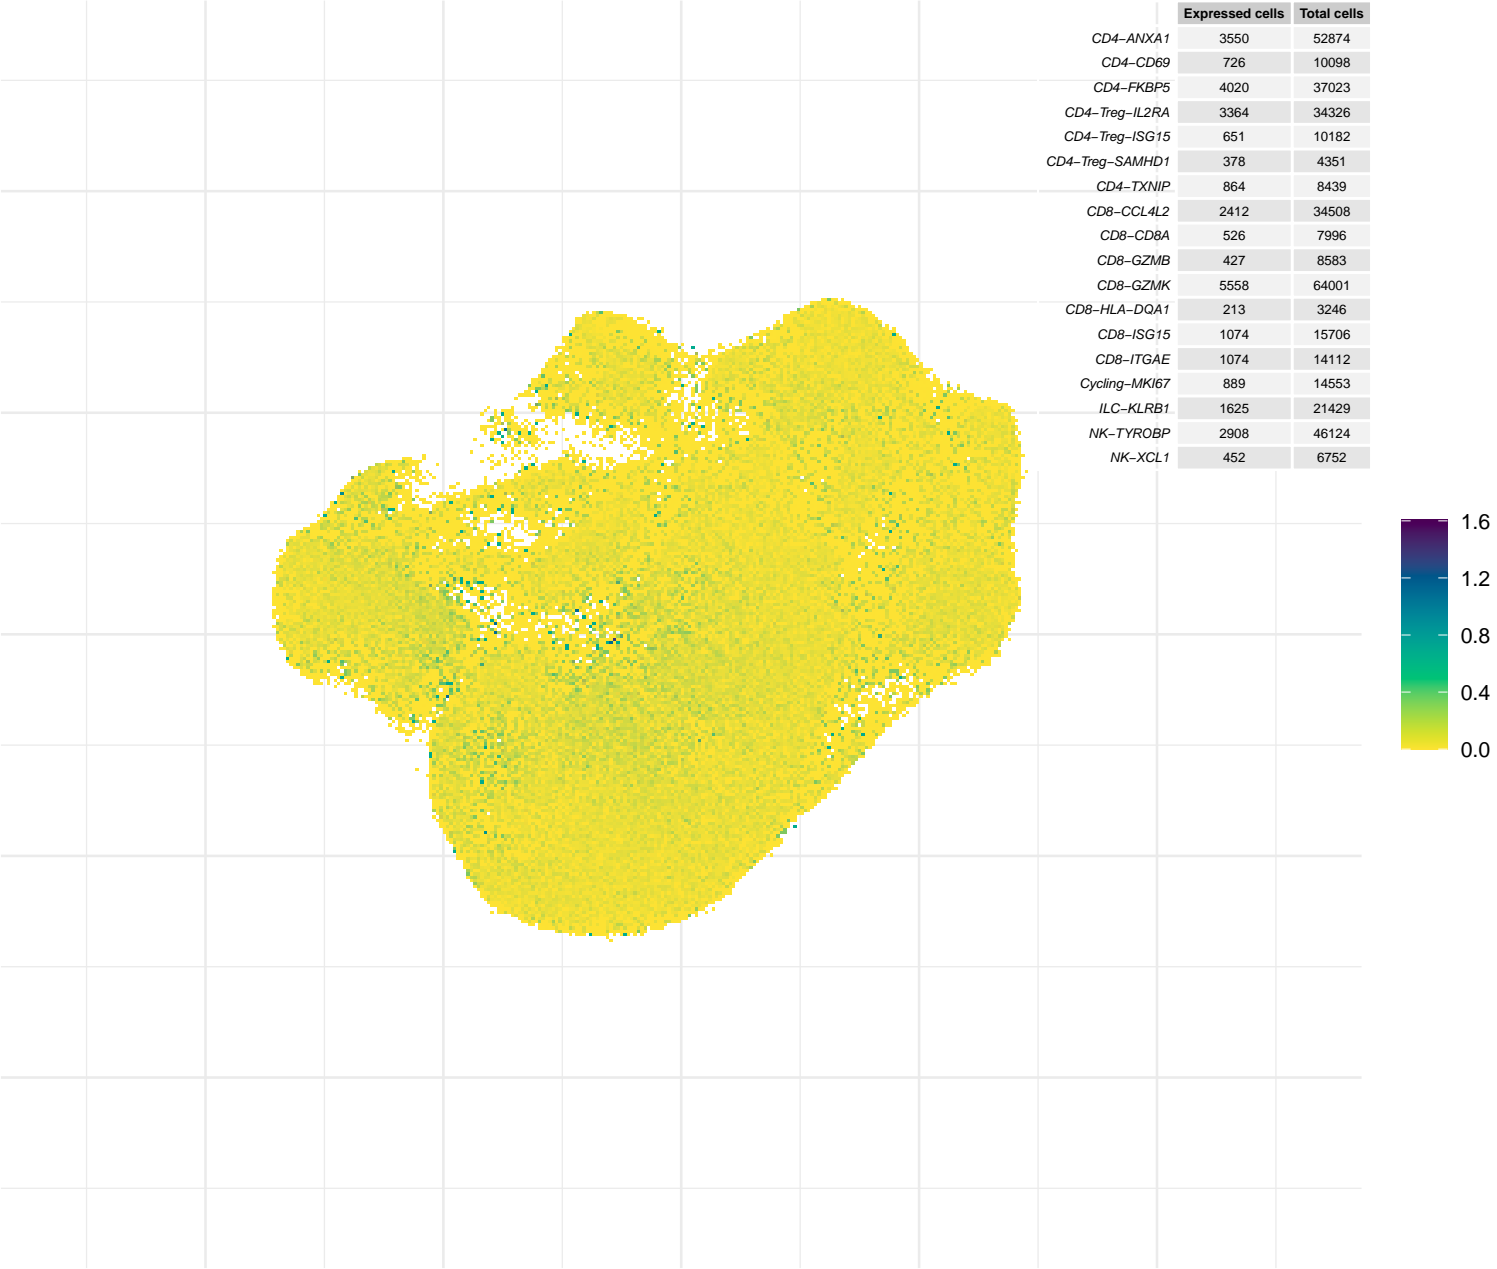 Expressed cells Total cells
CD4−ANXA1 3550 52874
CD4−CD69 726 10098
CD4−FKBP5 4020 37023
CD4−Treg−IL2RA 3364 34326
CD4−Treg−ISG15 651 10182
CD4−Treg−SAMHD1 378 4351
CD4−TXNIP 864 8439
CD8−CCL4L2 2412 34508
CD8−CD8A 526 7996
CD8−GZMB 427 8583
CD8−GZMK 5558 64001
CD8−HLA−DQA1 213 3246
CD8−ISG15 1074 15706
CD8−ITGAE 1074 14112
Cycling−MKI67 889 14553
ILC−KLRB1 1625 21429
NK−TYROBP 2908 46124
NK−XCL1 452 6752
1.6
1.2
0.8
0.4
0.0